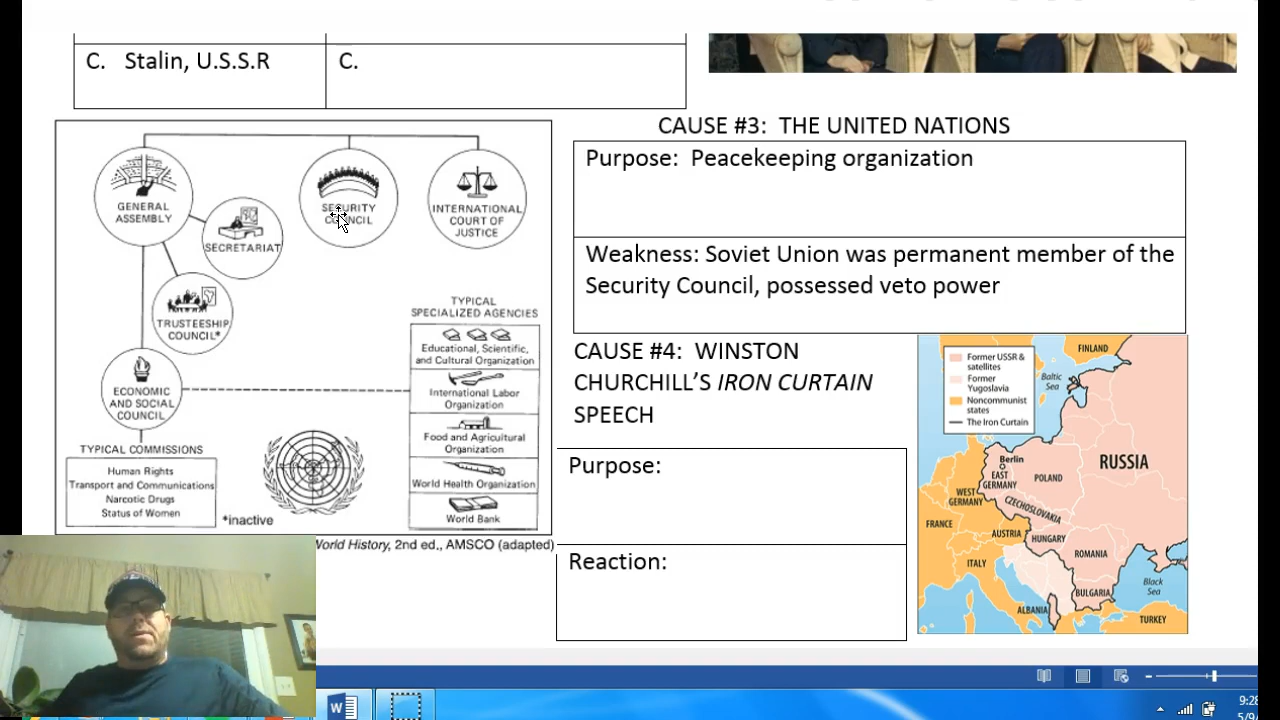 C. Stalin, U.S.S.R
C.
GENERAL
ASSEMBLY
SECRETARIAT
SECURITY
COUNCIL
INTERNATIONAL
COURT OF
JUSTICE
TRUSTEESHIP
COUNCIL*
ECONOMIC
AND SOCIAL
COUNCIL
TYPICAL COMMISSIONS
Human Rights
Transport and Communications
Narcotic Drugs
Status of Women
*inactive
TYPICAL
SPECIALIZED AGENCIES
Educational, Scientific,
and Cultural Organization
International Labor
Organization
Food and Agricultural
Organization
World Health Organization
World Bank
World History, 2nd ed., AMSCO (adapted)
CAUSE #3: THE UNITED NATIONS
Purpose: Peacekeeping organization
Weakness: Soviet Union was permanent member of the
Security Council, possessed veto power
CAUSE #4: WINSTON
CHURCHILL'S IRON CURTAIN
SPEECH
Purpose:
Reaction:
Former USSR &
satellites
Former
Yugoslavia
Noncommunist
states
The Iron Curtain
FINLAND
Baltic
Sea
Berlin
EAST
GERMANY
POLAND
RUSSIA
WEST
GERMANY
CZECHOSLOVAKIA
FRANCE
AUSTRIA
HUNGARY
ROMANIA
ITALY
BULGARIA
Black
Sea
ALBANIA
TURKEY
W
9:28
5/9/